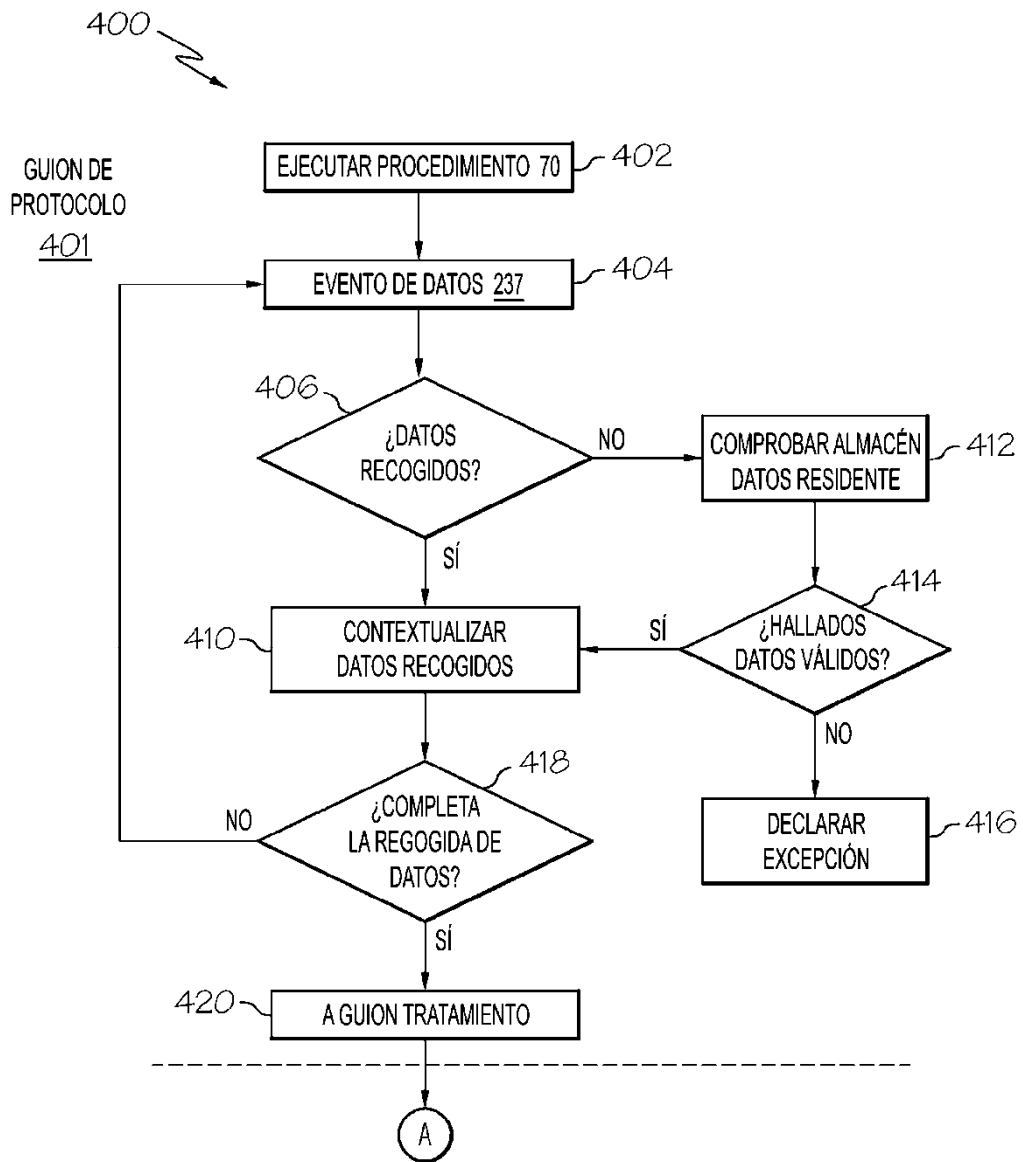 400
GUION DE
PROTOCOLO
401
EJECUTAR PROCEDIMIENTO 70
402
EVENTO DE DATOS 237
404
406
¿DATOS
RECOGIDOS?
NO
SÍ
COMPROBAR ALMACÉN
DATOS RESIDENTE
412
410
CONTEXTUALIZAR
DATOS RECOGIDOS
SÍ
414
¿HALLADOS
DATOS VÁLIDOS?
NO
418
¿COMPLETA
LA REGOGIDA DE
DATOS?
NO
SÍ
DECLARAR
EXCEPCIÓN
416
420
A GUION TRATAMIENTO
A